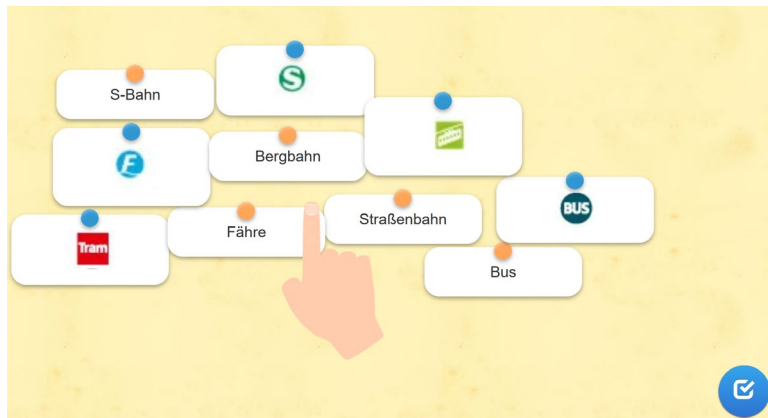 S
S-Bahn
F
Bergbahn
BUS
Tram
Fähre
Straßenbahn
Bus